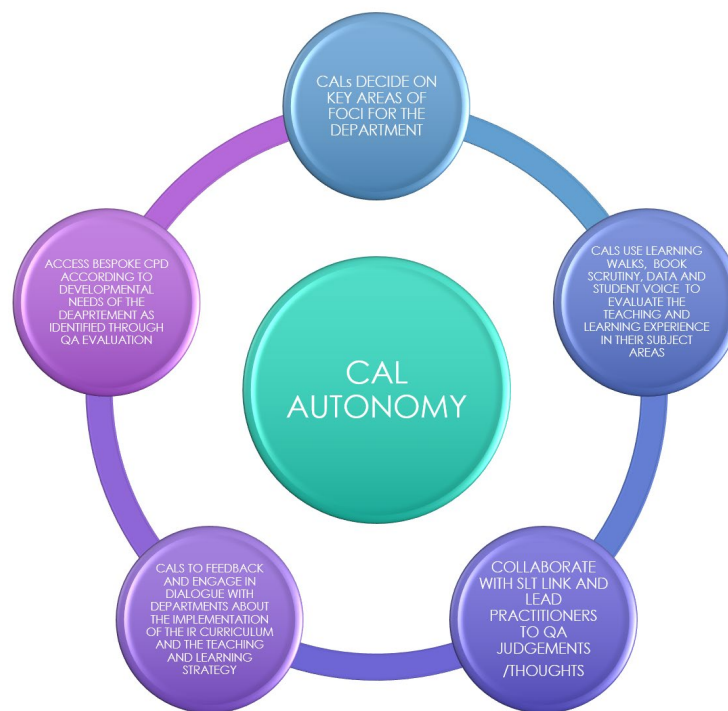 CALs DECIDE ON
KEY AREAS OF
FOCI FOR THE
DEPARTMENT
CALS USE LEARNING
WALKS, BOOK
SCRUTINY, DATA AND
STUDENT VOICE TO
EVALUATE THE
TEACHING AND
LEARNING EXPERIENCE
IN THEIR SUBJECT
AREAS
COLLABORATE
WITH SLT LINK AND
LEAD
PRACTITIONERS
TO QA
JUDGEMENTS
/THOUGHTS
CALS TO FEEDBACK
AND ENGAGE IN
DIALOGUE WITH
DEPARTMENTS ABOUT
THE IMPLEMENTATION
OF THE IR CURRICULUM
AND THE TEACHING
AND LEARNING
STRATEGY
ACCESS BESPOKE CPD
ACCORDING TO
DEVELOPMENTAL
NEEDS OF THE
DEAPRTEMENT AS
IDENTIFIED THROUGH
QA EVALUATION
CAL
AUTONOMY